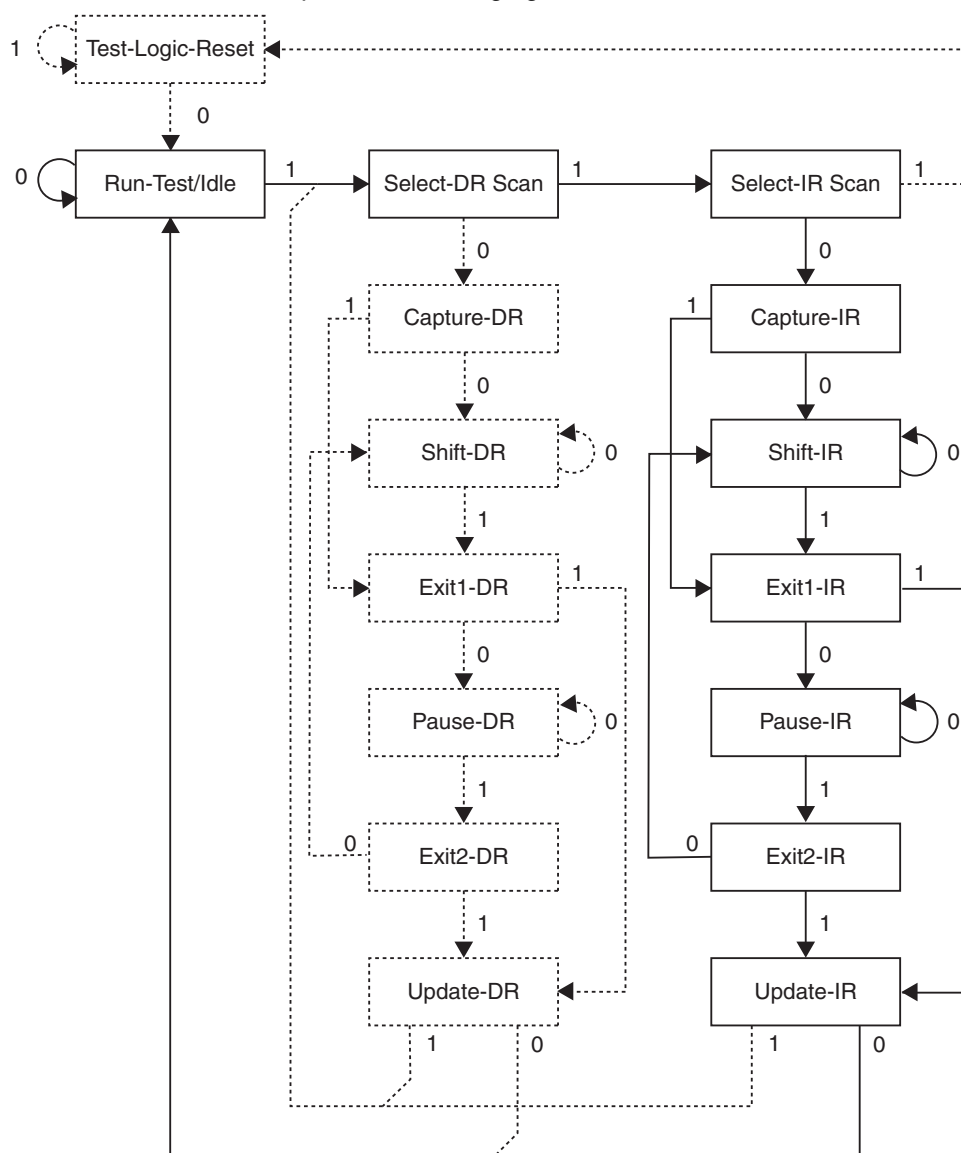 1 Test-Logic-Reset
0
0 Run-Test/Idle 1 Select-DR Scan 1 Select-IR Scan 1
0 0
1 Capture-DR 1 Capture-IR
0 0
Shift-DR 0 Shift-IR 0
1 1
Exit1-DR 1 Exit1-IR 1
0 0
Pause-DR 0 Pause-IR 0
1 1
0 Exit2-DR 0 Exit2-IR
1 1
Update-DR Update-IR
1 0 1 0